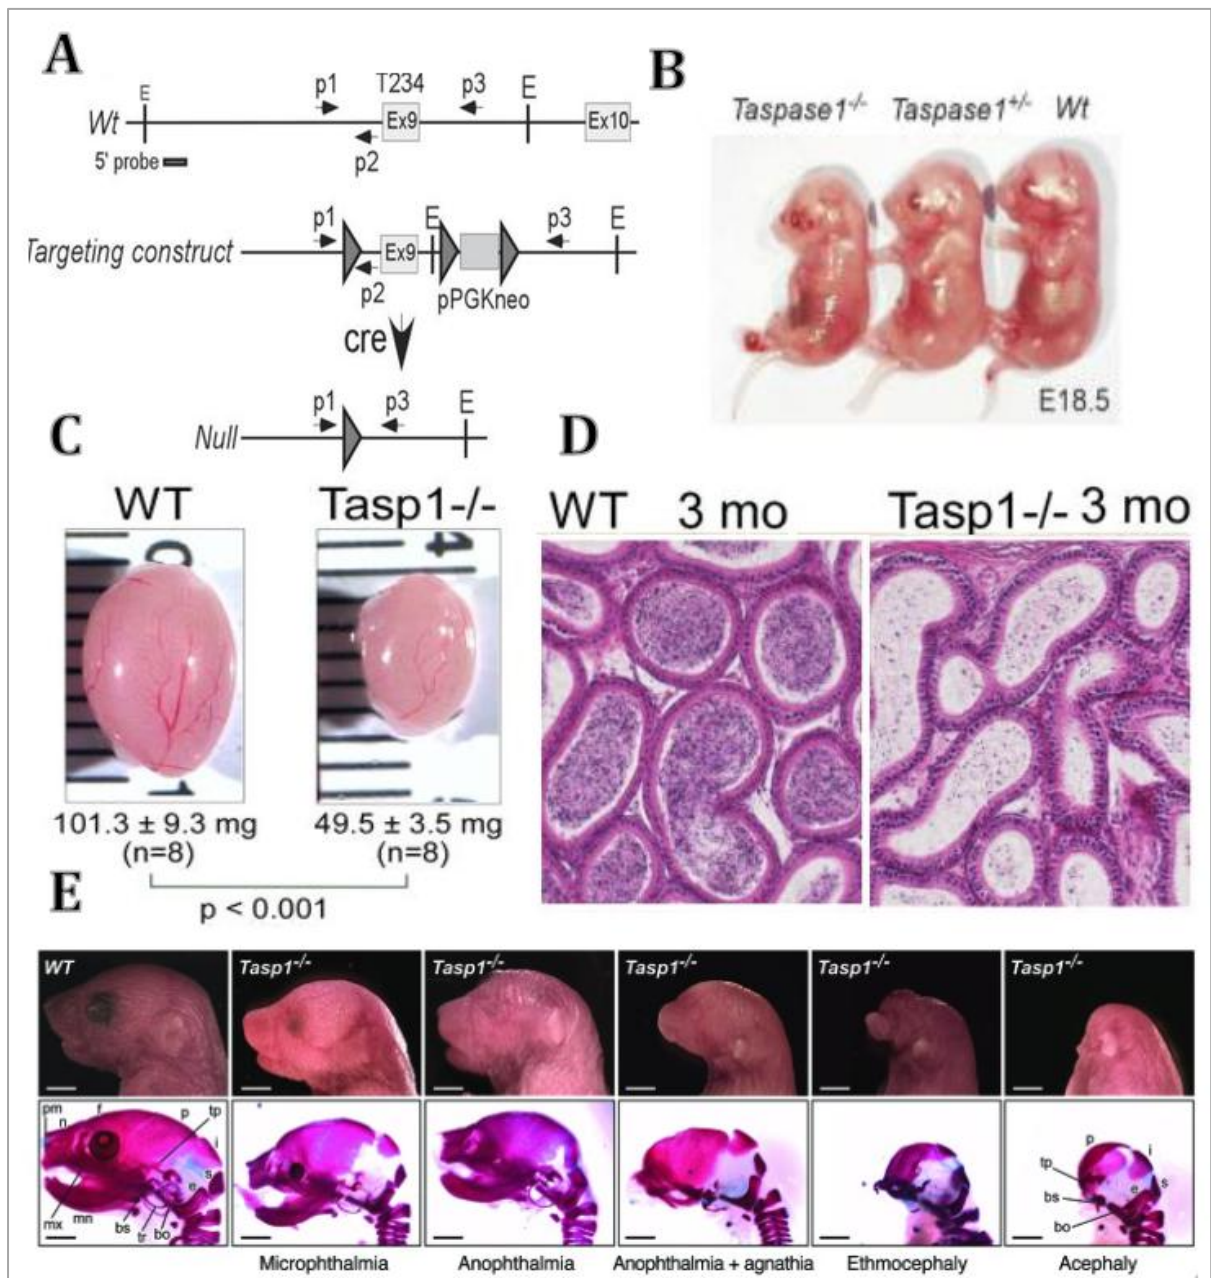 A
E
p1
T234
p3
E
Wt
Ex9
Ex10
5' probe
p2
p1
E
p3
E
Targeting construct
Ex9
p2
pPGKneo
cre
p1
p3
E
Null
B
Taspase1-/- Taspase1+/- Wt
E18.5
C
WT Tasp1-/-
0
1
1
101.3 ± 9.3 mg 49.5 ± 3.5 mg
(n=8) (n=8)
p < 0.001
D
WT 3 mo Tasp1-/- 3 mo
E
WT Tasp1-/- Tasp1-/- Tasp1-/- Tasp1-/- Tasp1-/-
pm
n
f
p
tp
i
s
e
mx
mn
bs
tr
bo
p
i
tp
e
s
bs
bo
Microphthalmia Anophthalmia Anophthalmia + agnathia Ethmocephaly Acephaly